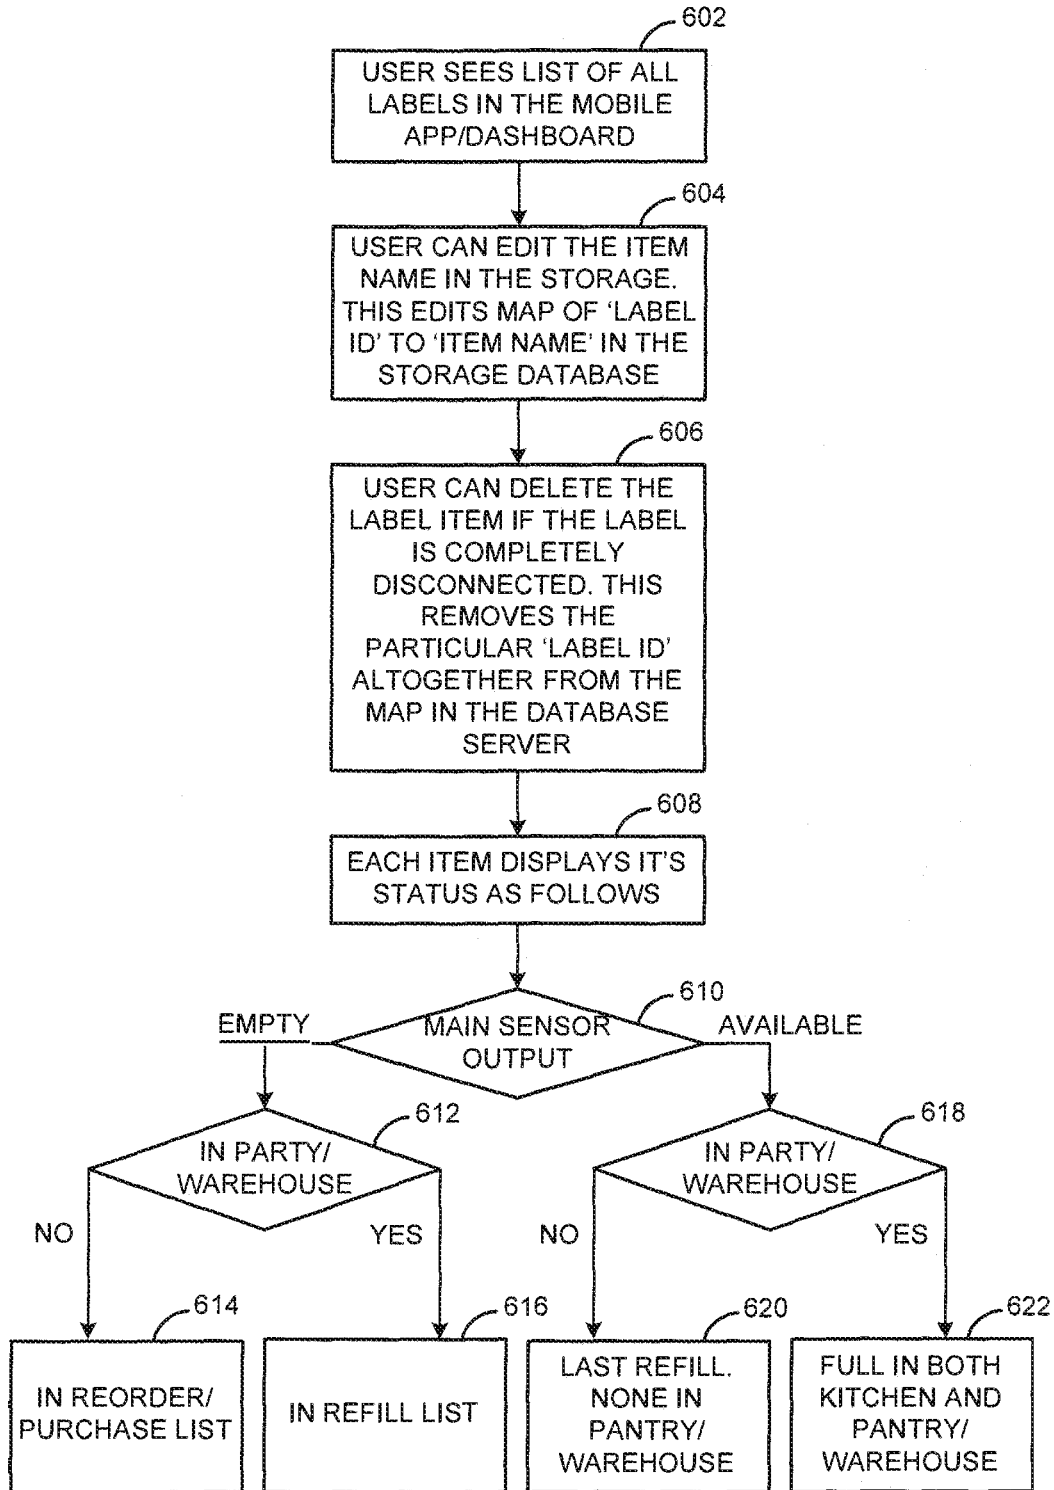 602
USER SEES LIST OF ALL
LABELS IN THE MOBILE
APP/DASHBOARD
604
USER CAN EDIT THE ITEM
NAME IN THE STORAGE.
THIS EDITS MAP OF ‘LABEL
ID’ TO ‘ITEM NAME’ IN THE
STORAGE DATABASE
606
USER CAN DELETE THE
LABEL ITEM IF THE LABEL
IS COMPLETELY
DISCONNECTED. THIS
REMOVES THE
PARTICULAR ‘LABEL ID’
ALTOGETHER FROM THE
MAP IN THE DATABASE
SERVER
608
EACH ITEM DISPLAYS IT’S
STATUS AS FOLLOWS
610
EMPTY
MAIN SENSOR
OUTPUT
AVAILABLE
612
IN PARTY/
WAREHOUSE
618
IN PARTY/
WAREHOUSE
NO
YES
NO
YES
614
IN REORDER/
PURCHASE LIST
616
IN REFILL LIST
620
LAST REFILL.
NONE IN
PANTRY/
WAREHOUSE
622
FULL IN BOTH
KITCHEN AND
PANTRY/
WAREHOUSE